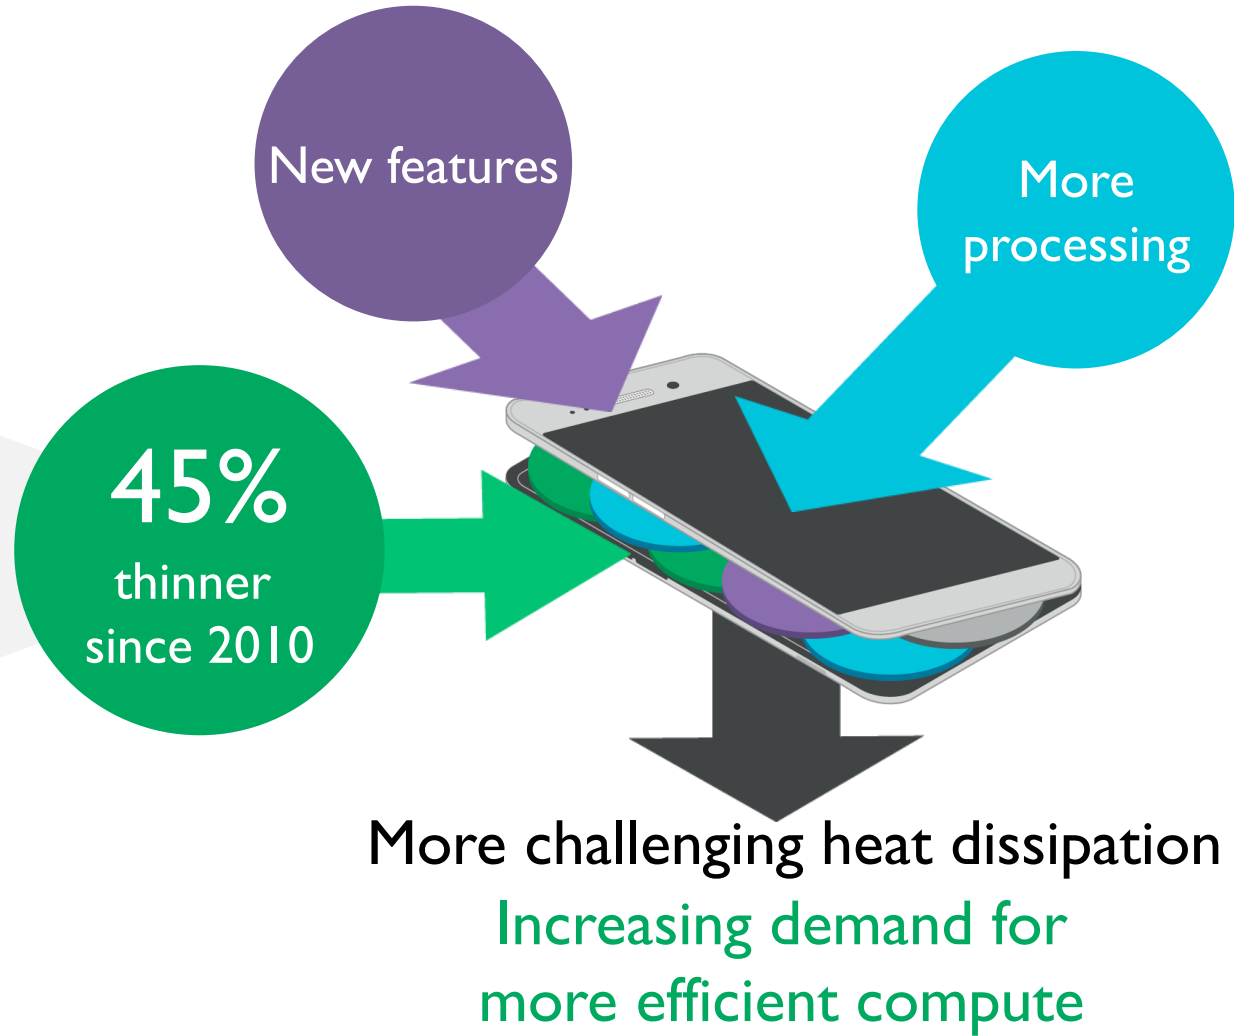 New features
More
processing
45%
thinner
since 2010
More challenging heat dissipation
Increasing demand for
more efficient compute